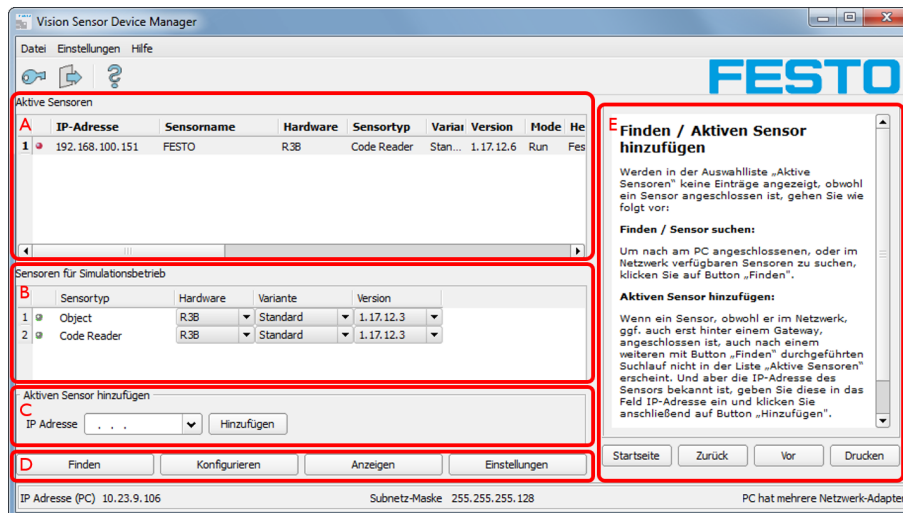 Vision Sensor Device Manager
Datei Einstellungen Hilfe
FESTO
Aktive Sensoren
A
IP-Adresse Sensorname Hardware Sensortyp Varia Version Mode He
1 192.168.100.151 FESTO R3B Code Reader Stan... 1.17.12.6 Run Fes
Sensoren für Simulationsbetrieb
B
Sensortyp Hardware Variante Version
1 Object R3B Standard 1.17.12.3
2 Code Reader R3B Standard 1.17.12.3
Aktiven Sensor hinzufügen
C
IP Adresse . . . Hinzufügen
D
Finden Konfigurieren Anzeigen Einstellungen
E
Finden / Aktiven Sensor
hinzufügen
Werden in der Auswahlliste „Aktive
Sensoren" keine Einträge angezeigt, obwohl
ein Sensor angeschlossen ist, gehen Sie wie
folgt vor:
Finden / Sensor suchen:
Um nach am PC angeschlossenen, oder im
Netzwerk verfügbaren Sensoren zu suchen,
klicken Sie auf Button „Finden".
Aktiven Sensor hinzufügen:
Wenn ein Sensor, obwohl er im Netzwerk,
ggf. auch erst hinter einem Gateway,
angeschlossen ist, auch nach einem
weiteren mit Button „Finden" durchgeführten
Suchlauf nicht in der Liste „Aktive Sensoren"
erscheint. Und aber die IP-Adresse des
Sensors bekannt ist, geben Sie diese in das
Feld IP-Adresse ein und klicken Sie
anschließend auf Button „Hinzufügen".
Startseite Zurück Vor Drucken
IP Adresse (PC) 10.23.9.106 Subnetz-Maske 255.255.255.128 PC hat mehrere Netzwerk-Adapter